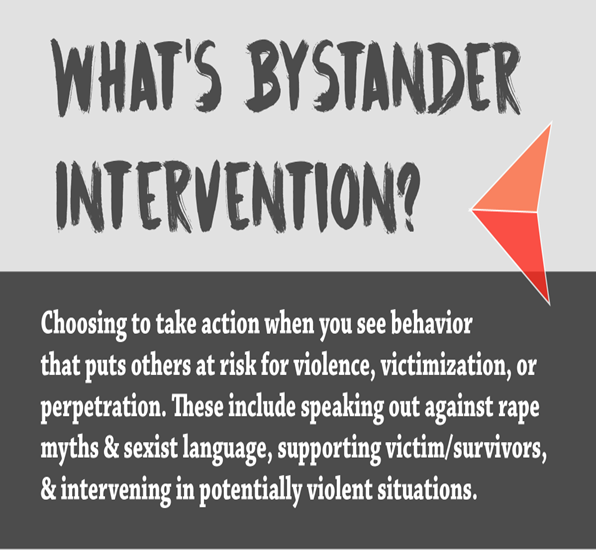 WHAT'S BYSTANDER
INTERVENTION?
Choosing to take action when you see behavior
that puts others at risk for violence, victimization, or
perpetration. These include speaking out against rape
myths & sexist language, supporting victim/survivors,
& intervening in potentially violent situations.